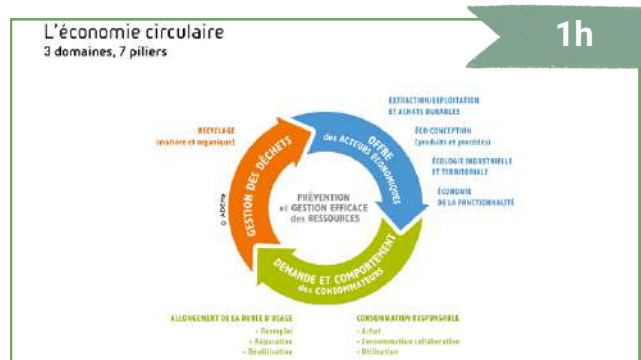 L'économie circulaire
3 domaines, 7 piliers
1h
EXTRACTION/EXPLOITATION
ET ACHATS DURABLES
RECYCLAGE
(matière et organique)
ÉCO-CONCEPTION
(produits et procédés)
ÉCOLOGIE INDUSTRIELLE
ET TERRITORIALE
ÉCONOMIE
DE LA FONCTIONNALITÉ
GESTION DES DÉCHETS
OFFRE
des ACTEURS ÉCONOMIQUES
PRÉVENTION
et GESTION EFFICACE
des RESSOURCES
© ADEME
DEMANDE ET COMPORTEMENT
des CONSOMMATEURS
ALLONGEMENT DE LA DURÉE D'USAGE
- Réemploi
- Réparation
- Réutilisation
CONSOMMATION RESPONSABLE
- Achat
- Consommation collaborative
- Utilisation